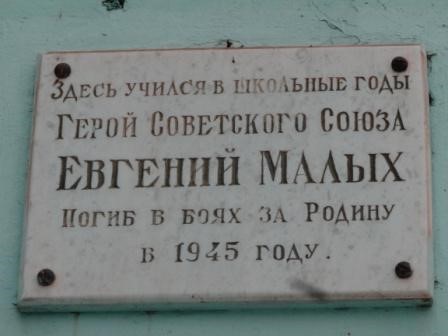 Здесь учился в школьные годы
Герой Советского Союза
Евгений Малых
Погиб в боях за Родину
в 1945 году.